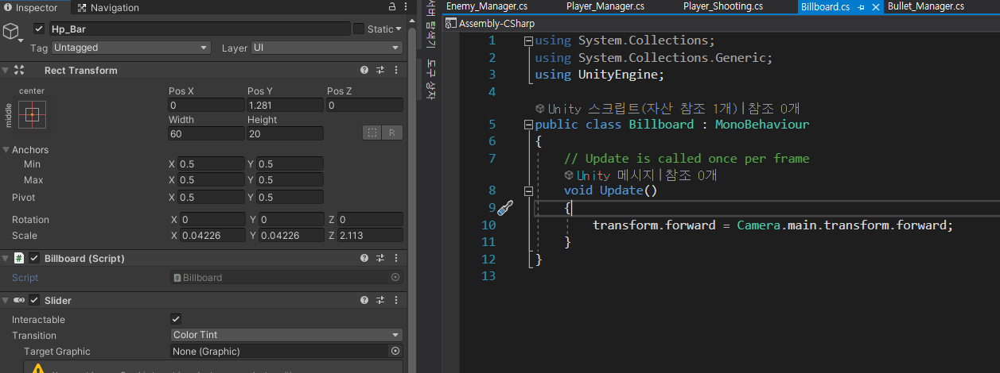 Inspector
Navigation
Hp_Bar
Static
Tag Untagged
Layer UI
Rect Transform
center
middle
Pos X Pos Y Pos Z
0 1.281 0
Width Height
60 20
R
Anchors
Min X 0.5 Y 0.5
Max X 0.5 Y 0.5
Pivot X 0.5 Y 0.5
Rotation X 0 Y 0 Z 0
Scale X 0.04226 Y 0.04226 Z 2.113
Billboard (Script)
Script Billboard
Slider
Interactable
Transition Color Tint
Target Graphic None (Graphic)
서버 탐색기
도구 상자
Enemy_Manager.cs Player_Manager.cs Player_Shooting.cs Billboard.cs Bullet_Manager.cs
Assembly-CSharp
1 using System.Collections;
2 using System.Collections.Generic;
3 using UnityEngine;
4
Unity 스크립트(자산 참조 1개)|참조 0개
5 public class Billboard : MonoBehaviour
6 {
7 // Update is called once per frame
Unity 메시지|참조 0개
8 void Update()
9 {
10 transform.forward = Camera.main.transform.forward;
11 }
12 }
13